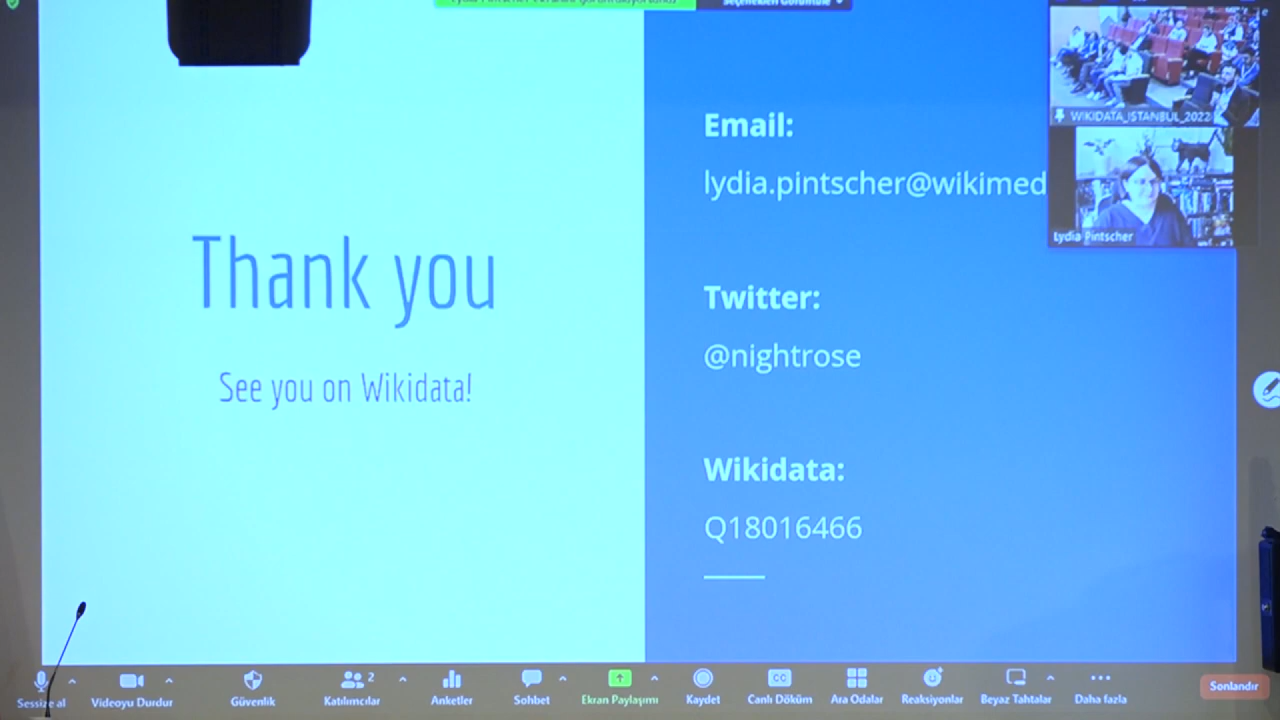 Seçenekleri Görüntüle
Thank you
See you on Wikidata!
Email:
lydia.pintscher@wikimed
Twitter:
@nightrose
Wikidata:
Q18016466
WIKIDATA_ISTANBUL_2022
Lydia Pintscher
Sessize al
Videoyu Durdur
Güvenlik
Katılımcılar
2
Anketler
Sohbet
Ekran Paylaşımı
Kaydet
CC
Canlı Döküm
Ara Odalar
Reaksiyonlar
Beyaz Tahtalar
Daha fazla
Sonlandır